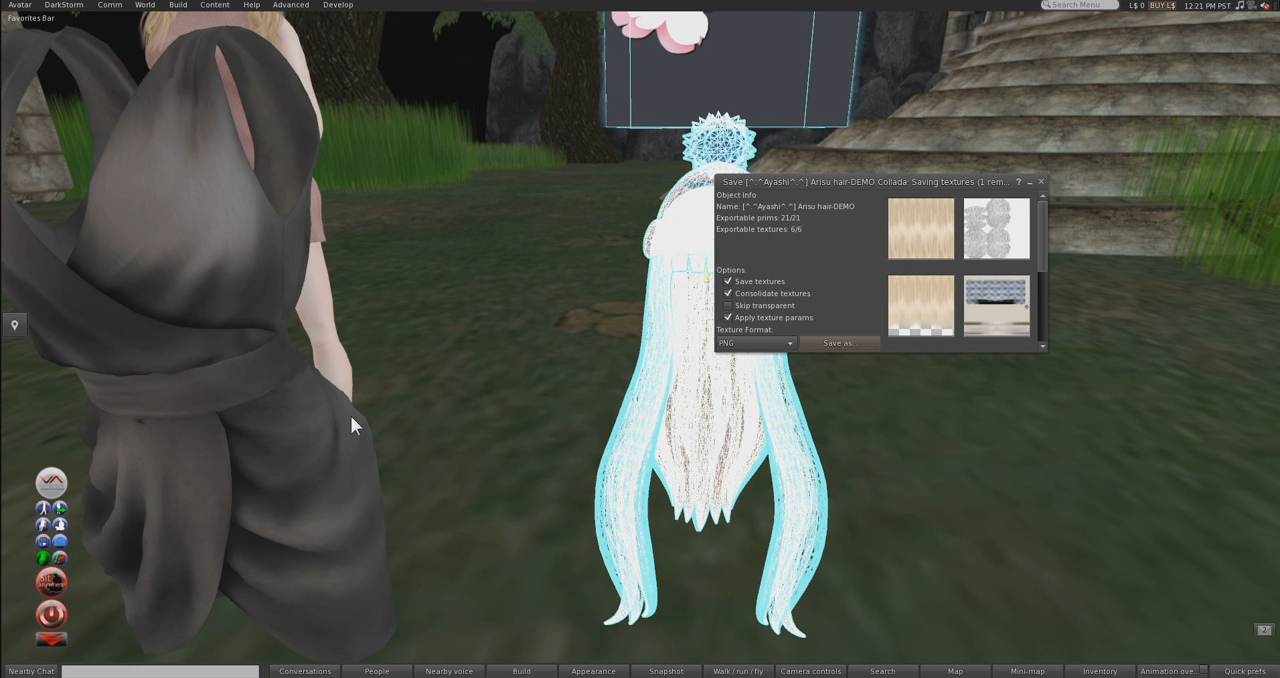 Avatar DarkStorm Comm World Build Content Help Advanced Develop
Search Menu L$ 0 BUY L$ 12:21 PM PST
Favorites Bar
Save [^.^Ayashi^.^] Arisu hair-DEMO Collada: Saving textures (1 rem... ?
Object Info
Name: [^.^Ayashi^.^] Arisu hair-DEMO
Exportable prims: 21/21
Exportable textures: 6/6
Options:
Save textures
Consolidate textures
Skip transparent
Apply texture params
Texture Format:
PNG Save as...
Sit
anywhere
2
Nearby Chat Conversations People Nearby voice Build Appearance Snapshot Walk / run / fly Camera controls Search Map Mini-map Inventory Animation ove... Quick prefs